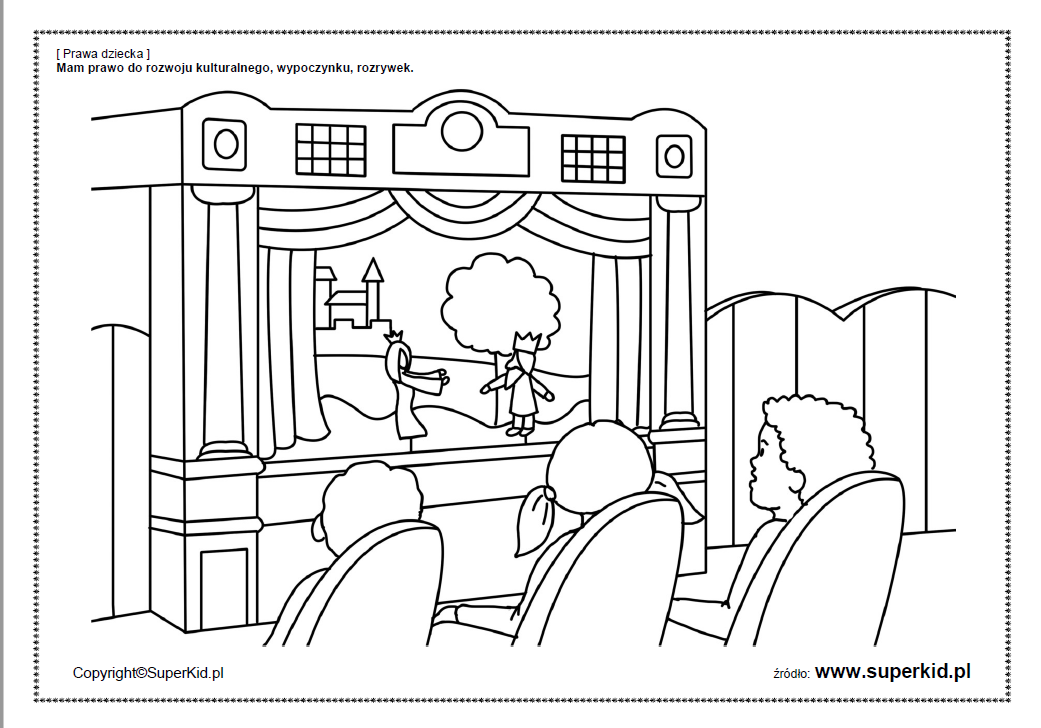 [ Prawa dziecka ]
Mam prawo do rozwoju kulturalnego, wypoczynku, rozrywek.
Copyright©SuperKid.pl
źródło: www.superkid.pl